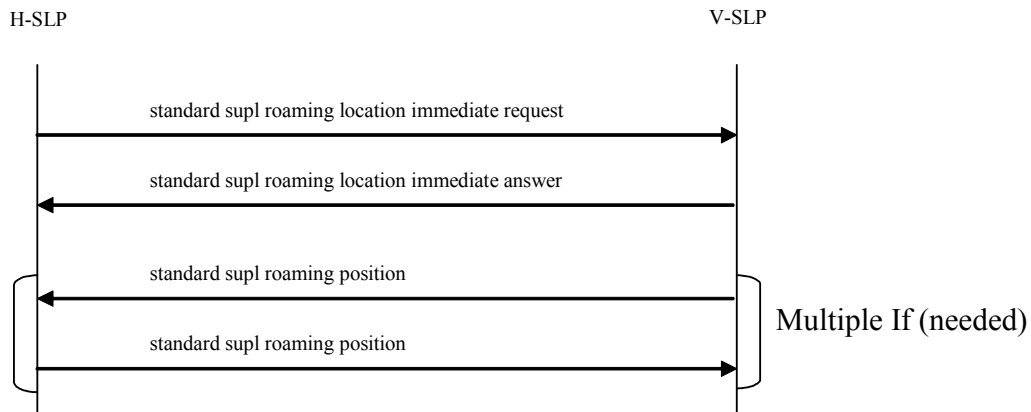 H-SLP
V-SLP
standard supl roaming location immediate request
standard supl roaming location immediate answer
standard supl roaming position
Multiple If (needed)
standard supl roaming position